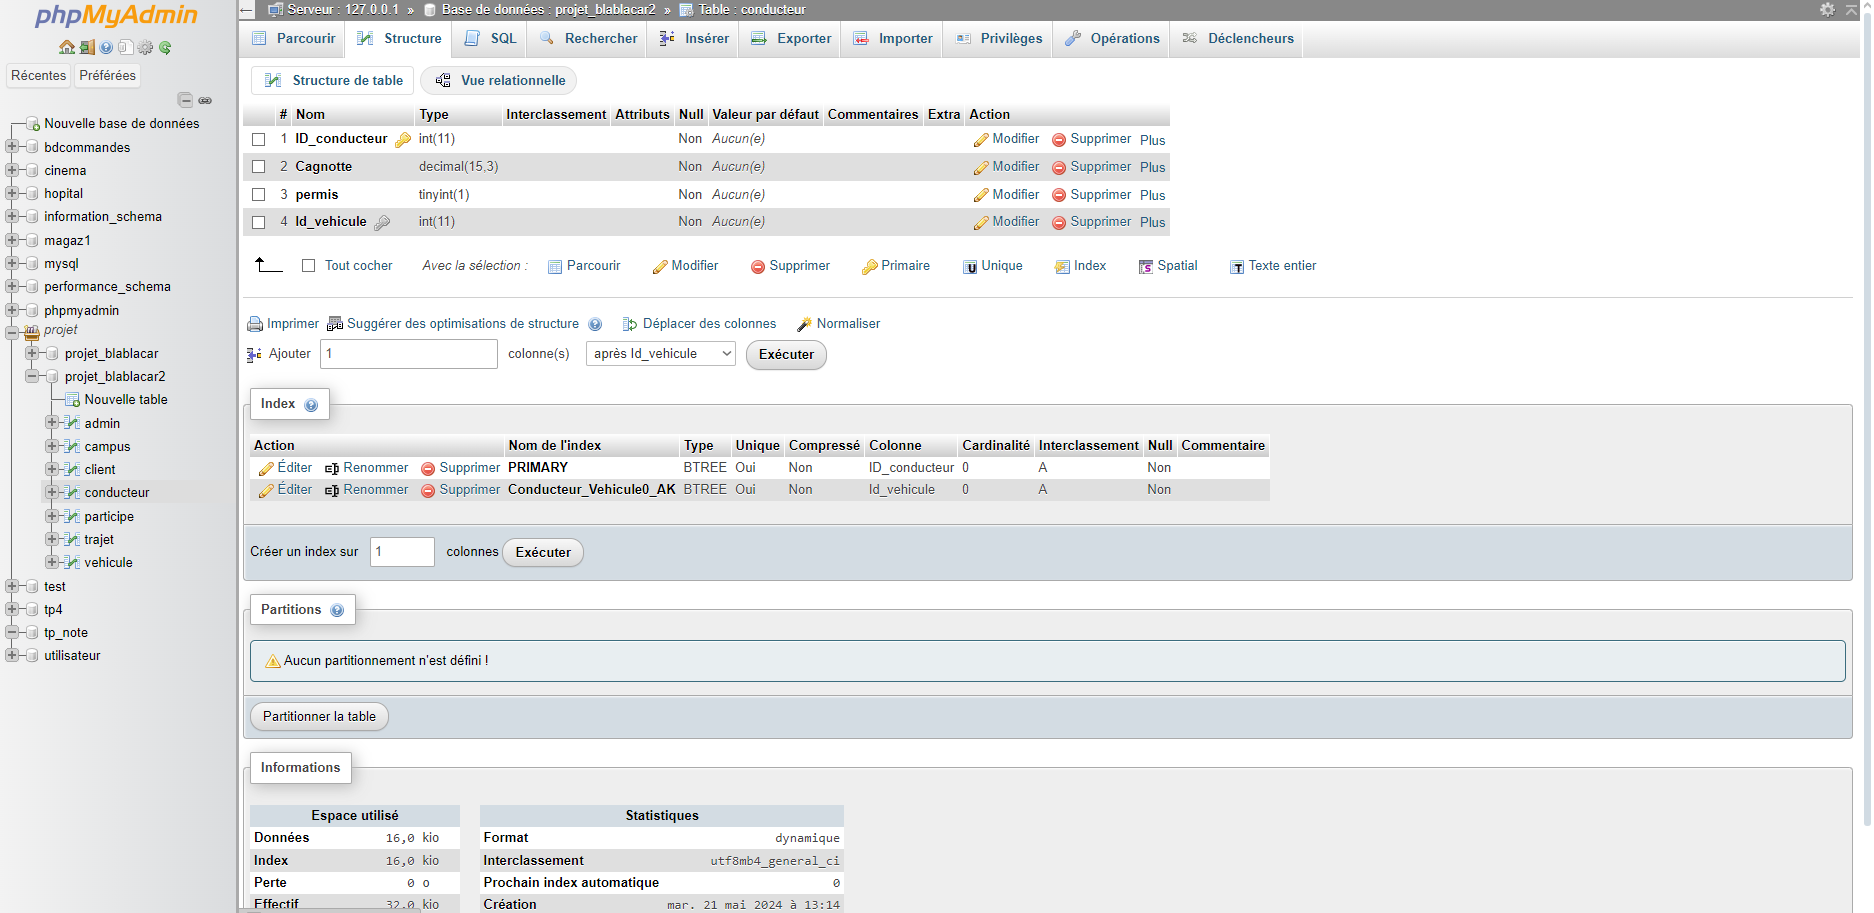 phpMyAdmin
Récentes Préférées
Nouvelle base de données
bdcommandes
cinema
hopital
information_schema
magaz1
mysql
performance_schema
phpmyadmin
projet
projet_blablacar
projet_blablacar2
Nouvelle table
admin
campus
client
conducteur
participe
trajet
vehicule
test
tp4
tp_note
utilisateur
Serveur : 127.0.0.1 » Base de données : projet_blablacar2 » Table : conducteur
Parcourir Structure SQL Rechercher Insérer Exporter Importer Privilèges Opérations Déclencheurs
Structure de table Vue relationnelle
# Nom Type Interclassement Attributs Null Valeur par défaut Commentaires Extra Action
1 ID_conducteur int(11) Non Aucun(e) Modifier Supprimer Plus
2 Cagnotte decimal(15,3) Non Aucun(e) Modifier Supprimer Plus
3 permis tinyint(1) Non Aucun(e) Modifier Supprimer Plus
4 Id_vehicule int(11) Non Aucun(e) Modifier Supprimer Plus
Tout cocher Avec la sélection : Parcourir Modifier Supprimer Primaire Unique Index Spatial Texte entier
Imprimer Suggérer des optimisations de structure Déplacer des colonnes Normaliser
Ajouter 1 colonne(s) après Id_vehicule Exécuter
Index
Action Nom de l'index Type Unique Compressé Colonne Cardinalité Interclassement Null Commentaire
Éditer Renommer Supprimer PRIMARY BTREE Oui Non ID_conducteur 0 A Non
Éditer Renommer Supprimer Conducteur_Vehicule0_AK BTREE Oui Non Id_vehicule 0 A Non
Créer un index sur 1 colonnes Exécuter
Partitions
Aucun partitionnement n'est défini !
Partitionner la table
Informations
Espace utilisé
Données 16,0 kio
Index 16,0 kio
Perte 0 o
Effectif 32,0 kio
Statistiques
Format dynamique
Interclassement utf8mb4_general_ci
Prochain index automatique 0
Création mar. 21 mai 2024 à 13:14